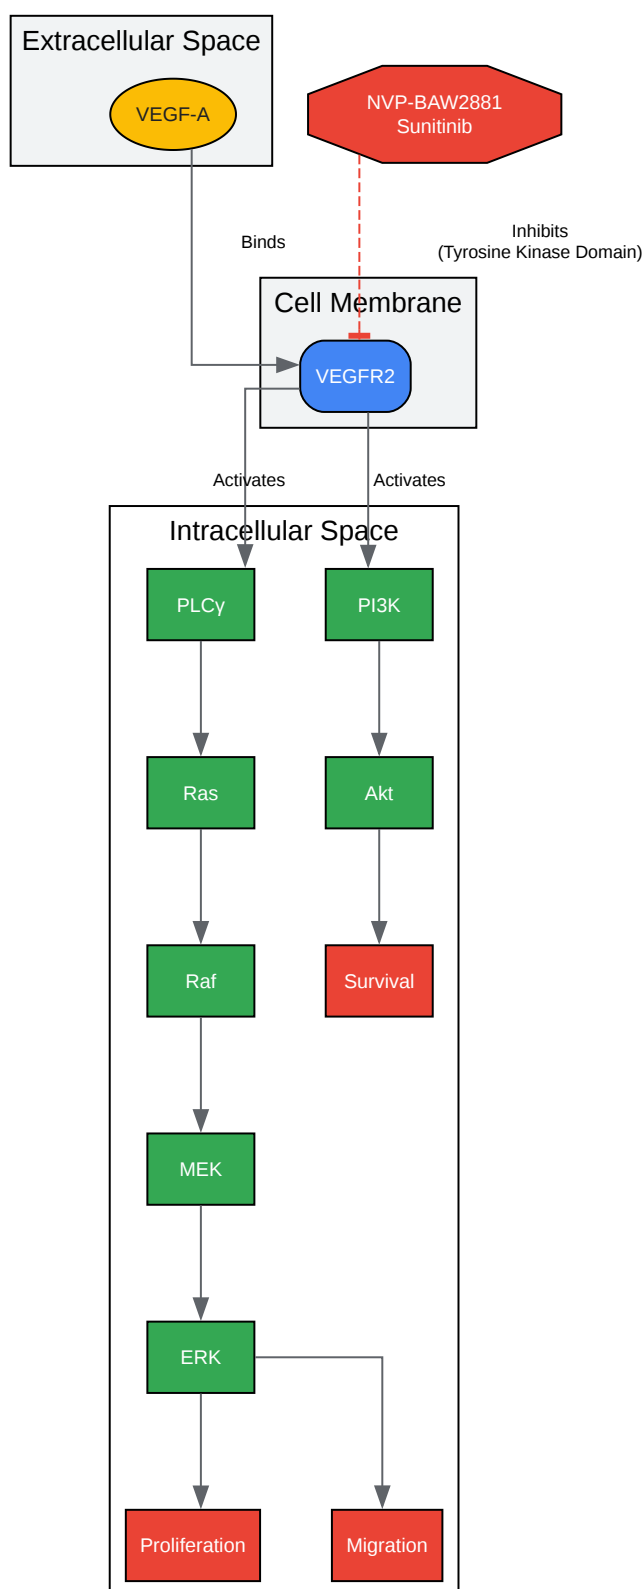 Extracellular Space
VEGF-A
NVP-BAW2881
Sunitinib
Binds
Inhibits
(Tyrosine Kinase Domain)
Cell Membrane
VEGFR2
Activates
Activates
Intracellular Space
PLCγ
PI3K
Ras
Akt
Raf
Survival
MEK
ERK
Proliferation
Migration